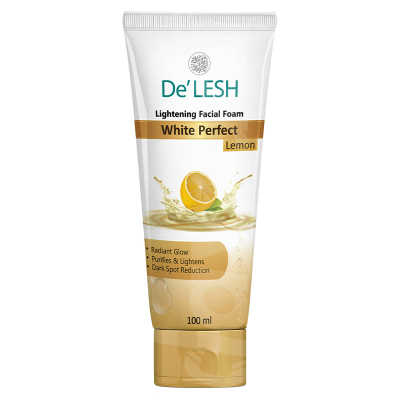 De'LESH
Lightening Facial Foam
White Perfect
Lemon
• Radiant Glow
• Purifies & Lightens
• Dark Spot Reduction
100 ml